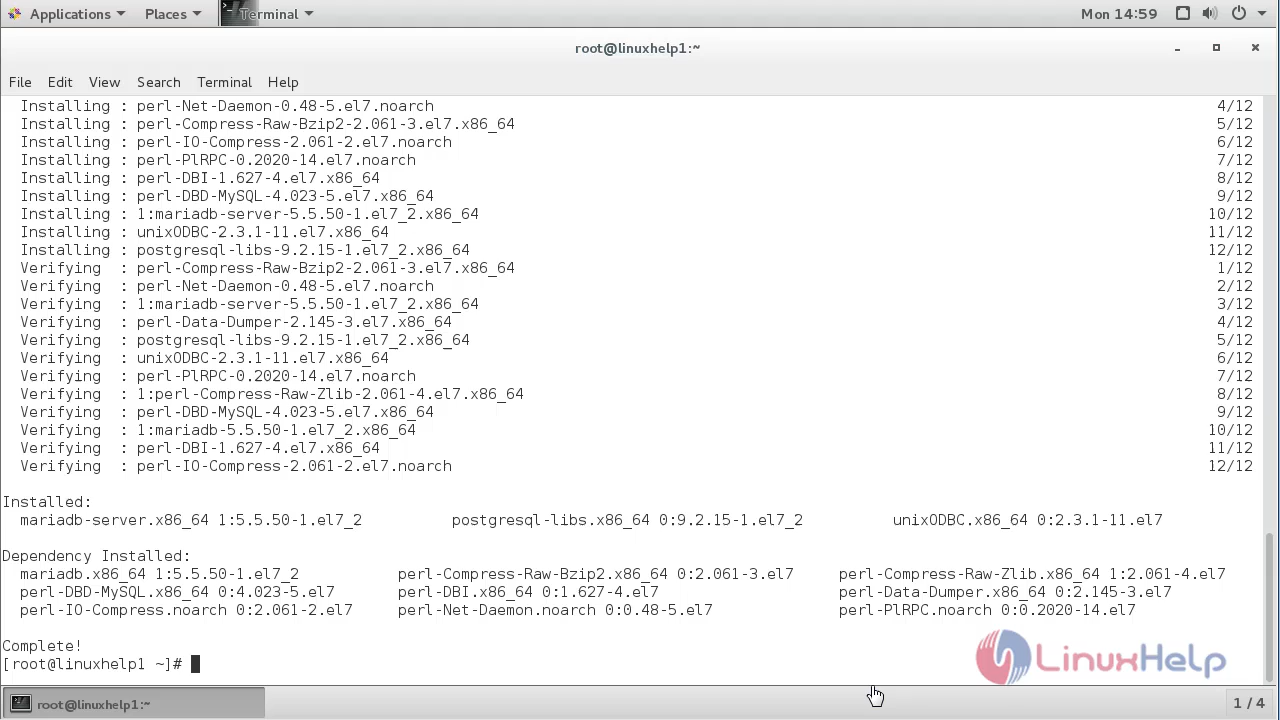 Applications Places Terminal Mon 14:59
root@linuxhelp1:~
File Edit View Search Terminal Help
Installing : perl-Net-Daemon-0.48-5.el7.noarch 4/12
Installing : perl-Compress-Raw-Bzip2-2.061-3.el7.x86_64 5/12
Installing : perl-IO-Compress-2.061-2.el7.noarch 6/12
Installing : perl-PlRPC-0.2020-14.el7.noarch 7/12
Installing : perl-DBI-1.627-4.el7.x86_64 8/12
Installing : perl-DBD-MySQL-4.023-5.el7.x86_64 9/12
Installing : 1:mariadb-server-5.5.50-1.el7_2.x86_64 10/12
Installing : unixODBC-2.3.1-11.el7.x86_64 11/12
Installing : postgresql-libs-9.2.15-1.el7_2.x86_64 12/12
Verifying : perl-Compress-Raw-Bzip2-2.061-3.el7.x86_64 1/12
Verifying : perl-Net-Daemon-0.48-5.el7.noarch 2/12
Verifying : 1:mariadb-server-5.5.50-1.el7_2.x86_64 3/12
Verifying : perl-Data-Dumper-2.145-3.el7.x86_64 4/12
Verifying : postgresql-libs-9.2.15-1.el7_2.x86_64 5/12
Verifying : unixODBC-2.3.1-11.el7.x86_64 6/12
Verifying : perl-PlRPC-0.2020-14.el7.noarch 7/12
Verifying : 1:perl-Compress-Raw-Zlib-2.061-4.el7.x86_64 8/12
Verifying : perl-DBD-MySQL-4.023-5.el7.x86_64 9/12
Verifying : 1:mariadb-5.5.50-1.el7_2.x86_64 10/12
Verifying : perl-DBI-1.627-4.el7.x86_64 11/12
Verifying : perl-IO-Compress-2.061-2.el7.noarch 12/12
Installed:
mariadb-server.x86_64 1:5.5.50-1.el7_2 postgresql-libs.x86_64 0:9.2.15-1.el7_2 unixODBC.x86_64 0:2.3.1-11.el7
Dependency Installed:
mariadb.x86_64 1:5.5.50-1.el7_2 perl-Compress-Raw-Bzip2.x86_64 0:2.061-3.el7 perl-Compress-Raw-Zlib.x86_64 1:2.061-4.el7
perl-DBD-MySQL.x86_64 0:4.023-5.el7 perl-DBI.x86_64 0:1.627-4.el7 perl-Data-Dumper.x86_64 0:2.145-3.el7
perl-IO-Compress.noarch 0:2.061-2.el7 perl-Net-Daemon.noarch 0:0.48-5.el7 perl-PlRPC.noarch 0:0.2020-14.el7
Complete!
[root@linuxhelp1 ~]#
LinuxHelp
root@linuxhelp1:~ 1 / 4